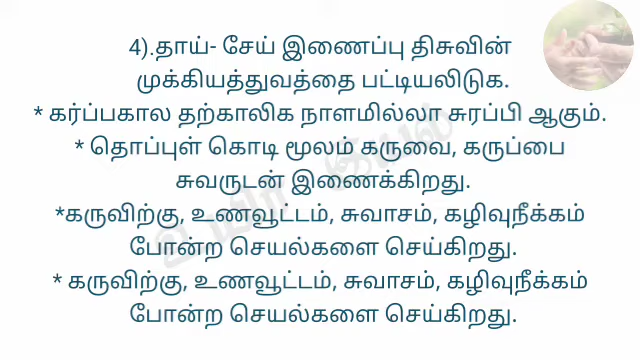 4).தாய்- சேய் இணைப்பு திசுவின்
முக்கியத்துவத்தை பட்டியலிடுக.
* கர்ப்பகால தற்காலிக நாளமில்லா சுரப்பி ஆகும்.
* தொப்புள் கொடி மூலம் கருவை, கருப்பை
சுவருடன் இணைக்கிறது.
*கருவிற்கு, உணவூட்டம், சுவாசம், கழிவுநீக்கம்
போன்ற செயல்களை செய்கிறது.
* கருவிற்கு, உணவூட்டம், சுவாசம், கழிவுநீக்கம்
போன்ற செயல்களை செய்கிறது.